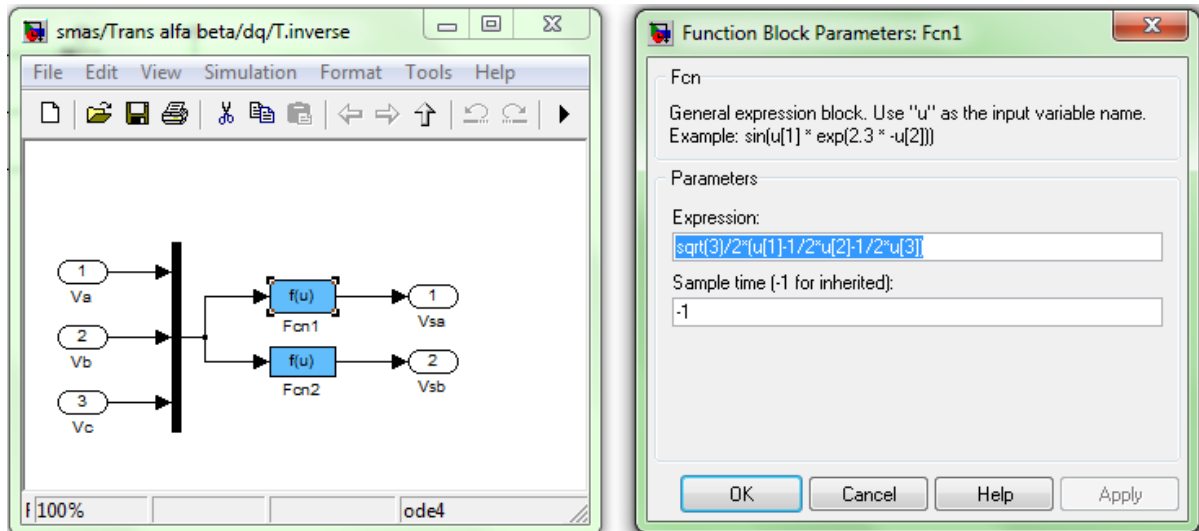 smas/Trans alfa beta/dq/T.inverse
File Edit View Simulation Format Tools Help
1
Va
2
Vb
3
Vc
f(u)
Fcn1
f(u)
Fcn2
1
Vsa
2
Vsb
100%
ode4
Function Block Parameters: Fcn1
Fcn
General expression block. Use "u" as the input variable name.
Example: sin(u[1] * exp(2.3 * -u[2]))
Parameters
Expression:
sqrt(3)/2*(u[1]-1/2*u[2]-1/2*u[3])
Sample time (-1 for inherited):
-1
OK Cancel Help Apply